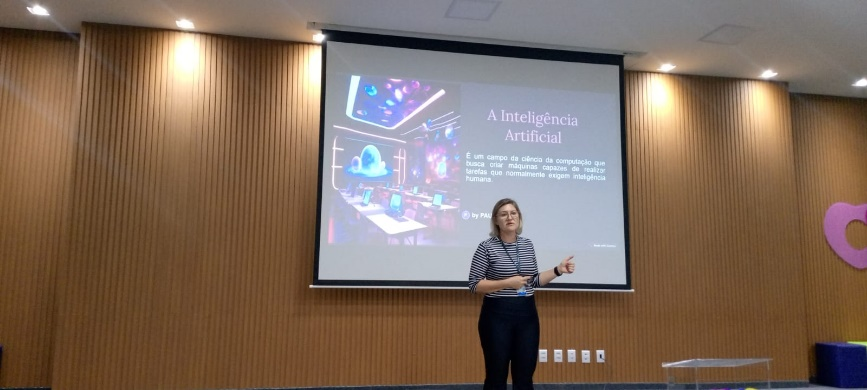 A Inteligência
Artificial
É um campo da ciência da computação que
busca criar máquinas capazes de realizar
tarefas que normalmente exigem inteligência
humana.
by